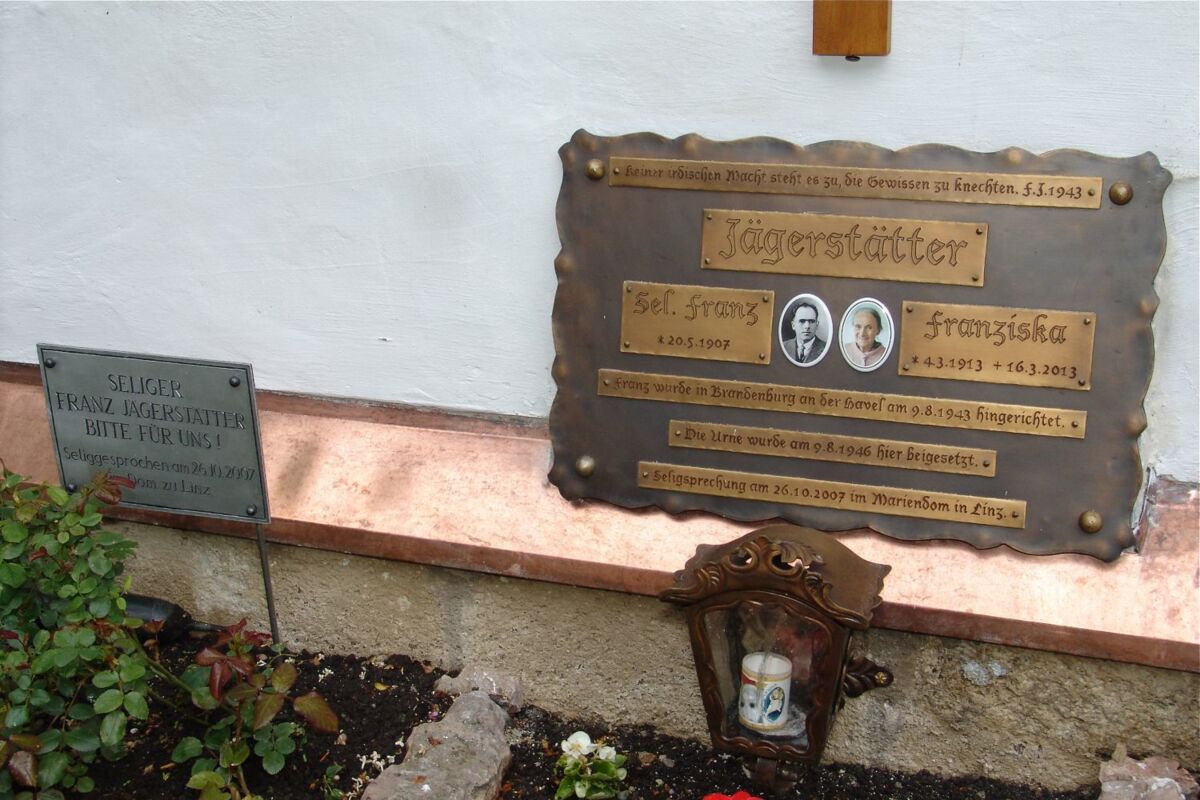 keiner irdischen Macht steht es zu, die Gewissen zu knechten. F.J.1943
Jägerstätter
Sel. Franz
* 20.5.1907
Franziska
* 4.3.1913 + 16.3.2013
Franz wurde in Brandenburg an der Havel am 9.8.1943 hingerichtet.
Die Urne wurde am 9.8.1946 hier beigesetzt.
Seligsprechung am 26.10.2007 im Mariendom in Linz.
SELIGER
FRANZ JÄGERSTÄTTER
BITTE FÜR UNS!
Seliggesprochen am 26.10.2007
Dom zu Linz